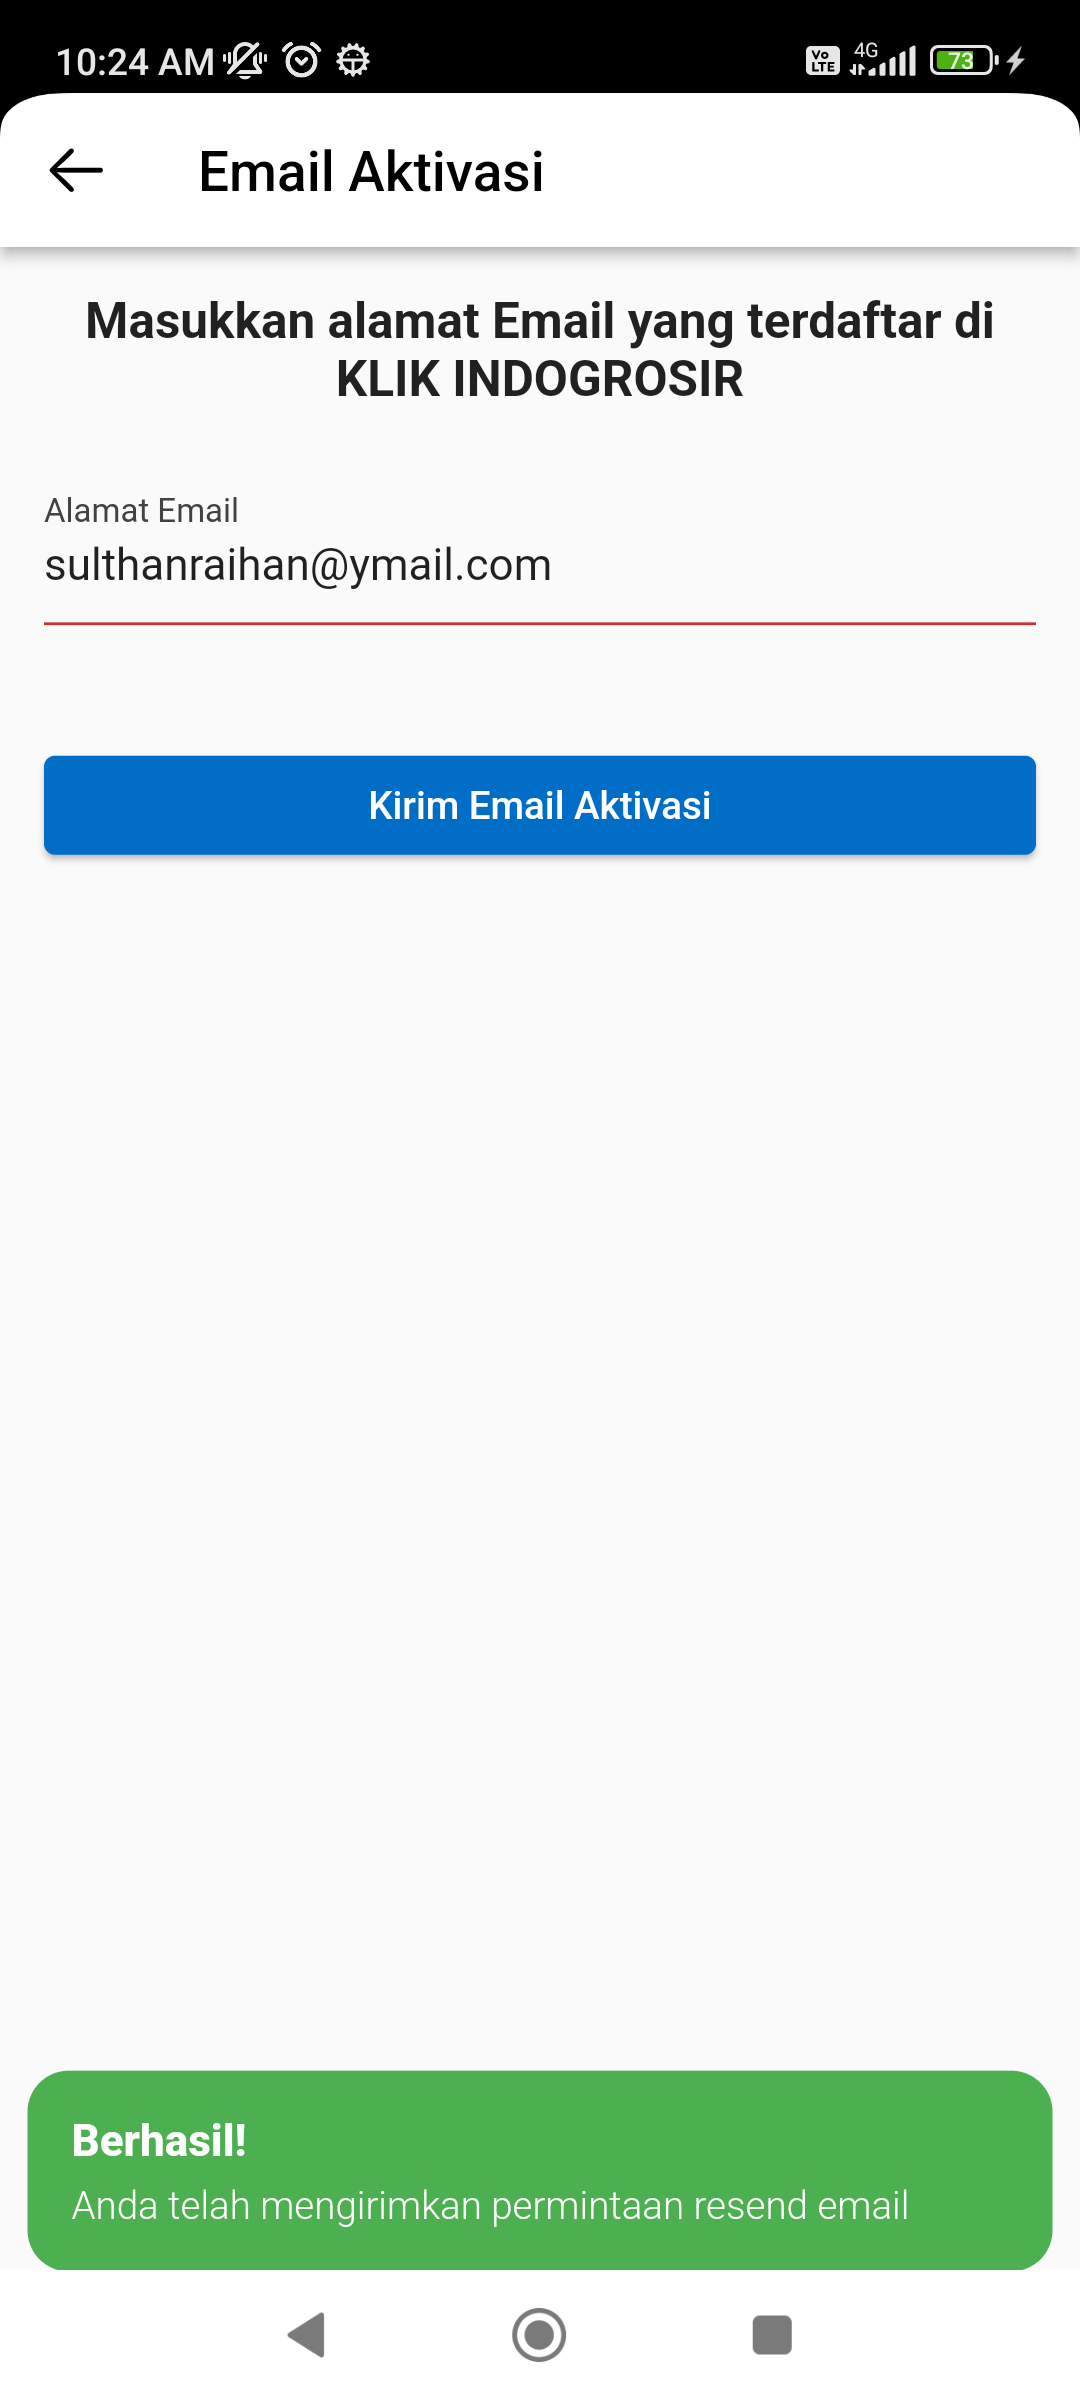 10:24 AM
Vo
LTE
4G
73
Email Aktivasi
Masukkan alamat Email yang terdaftar di
KLIK INDOGROSIR
Alamat Email
sulthanraihan@ymail.com
Kirim Email Aktivasi
Berhasil!
Anda telah mengirimkan permintaan resend email